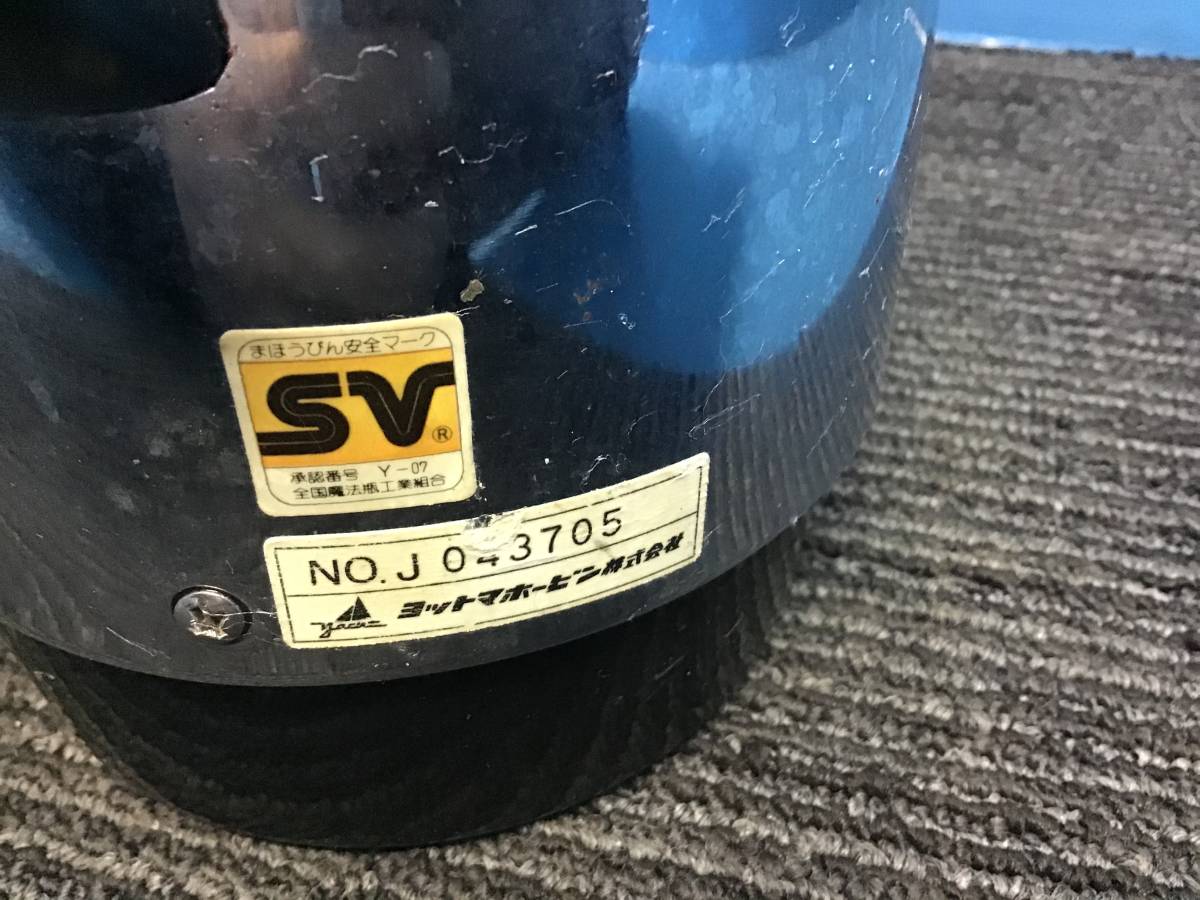 まほうびん安全マーク
SV®
承認番号 Y-07
全国魔法瓶工業組合
NO. J 043705
ヨットマホービン株式会社